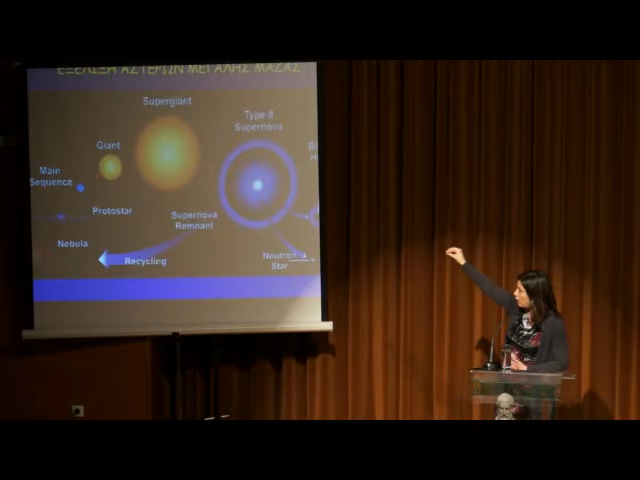 ΕΞΕΛΙΞΗ ΑΣΤΕΡΩΝ ΜΕΓΑΛΗΣ ΜΑΖΑΣ
Supergiant
Type II
Supernova
Giant
Main
Sequence
Protostar
Supernova
Remnant
Nebula
Recycling
Neutron
Star